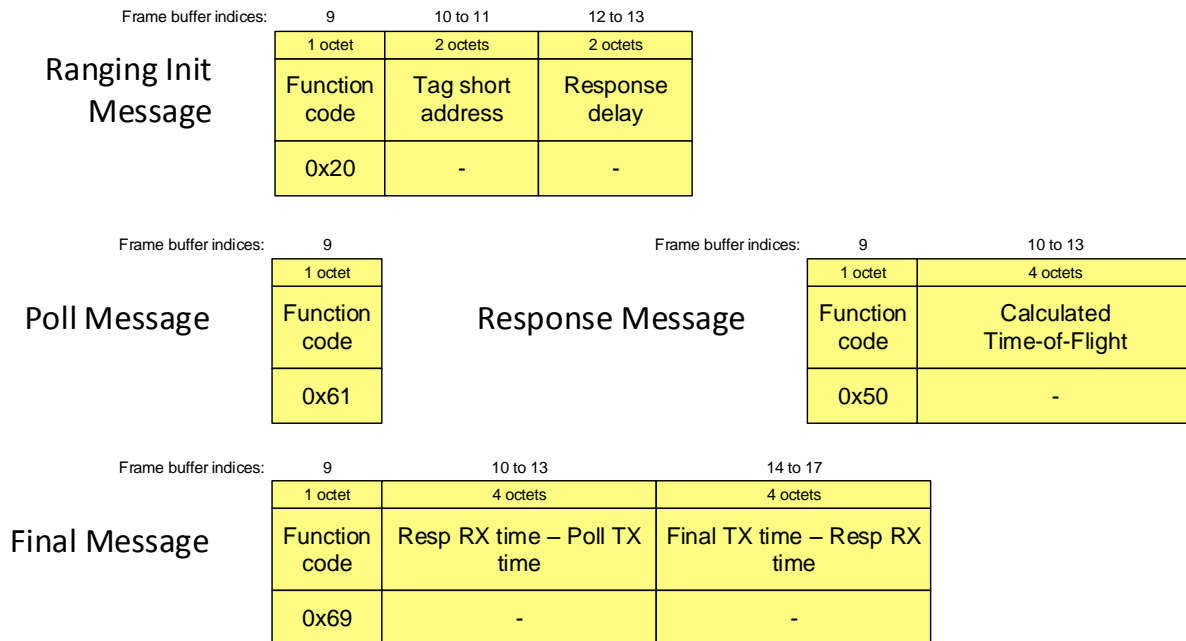 Frame buffer indices: 9 10 to 11 12 to 13
1 octet 2 octets 2 octets
Ranging Init
Message
Function
code
Tag short
address
Response
delay
0x20 - -
Frame buffer indices: 9
1 octet
Poll Message
Function
code
0x61
Frame buffer indices: 9 10 to 13
1 octet 4 octets
Response Message
Function
code
Calculated
Time-of-Flight
0x50 -
Frame buffer indices: 9 10 to 13 14 to 17
1 octet 4 octets 4 octets
Final Message
Function
code
Resp RX time – Poll TX
time
Final TX time – Resp RX
time
0x69 - -